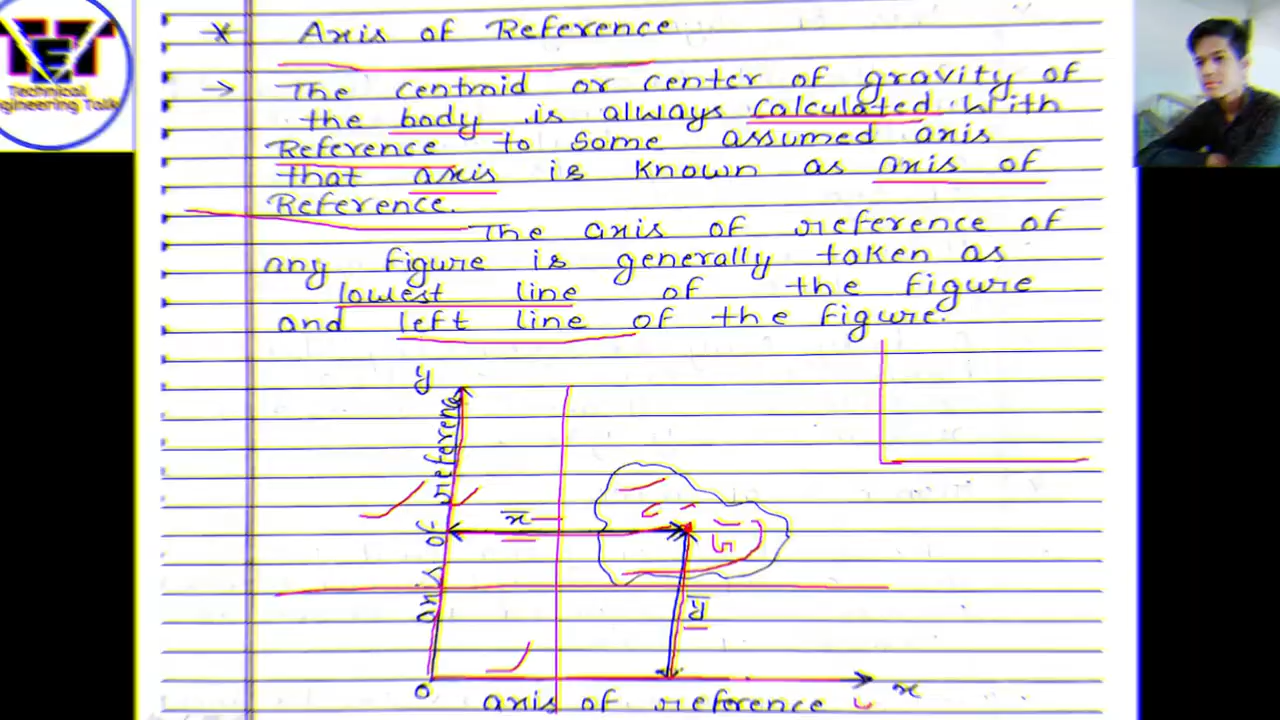 TET
Technical
Engineering Talk
* Axis of Reference
→ The centroid or center of gravity of
the body is always calculated with
Reference to some assumed axis
that axis is known as axis of
Reference.
The axis of reference of
any figure is generally taken as
lowest line of the figure
and left line of the figure.
y
axis of reference
x̅
G
y̅
O
axis of reference
x